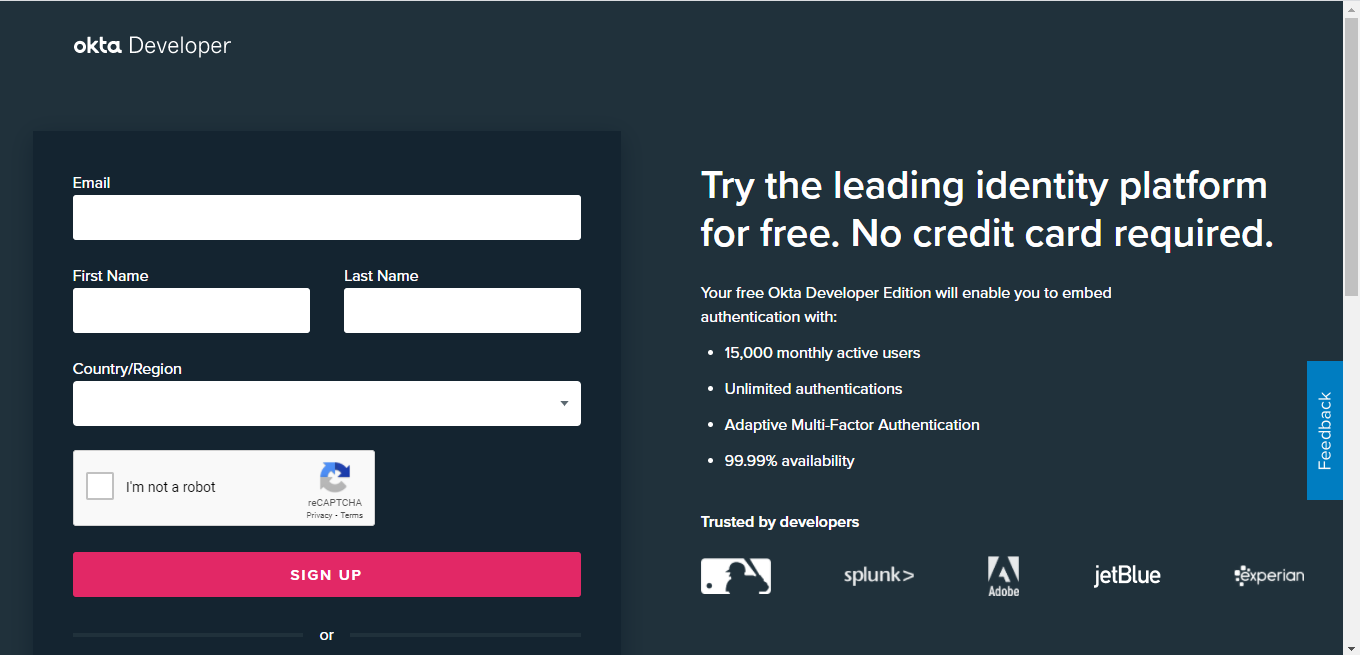 okta Developer
Email
First Name
Last Name
Country/Region
I'm not a robot
reCAPTCHA
Privacy - Terms
SIGN UP
or
Try the leading identity platform
for free. No credit card required.
Your free Okta Developer Edition will enable you to embed
authentication with:
• 15,000 monthly active users
• Unlimited authentications
• Adaptive Multi-Factor Authentication
• 99.99% availability
Trusted by developers
splunk>
Adobe
jetBlue
experian
Feedback